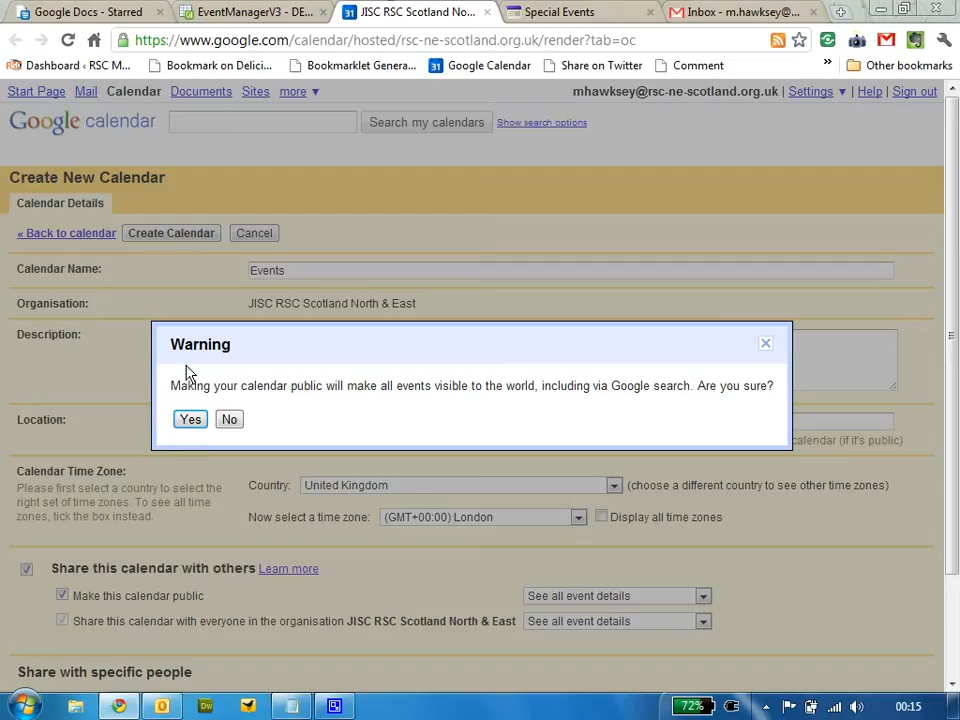 Google Docs - Starred
EventManagerV3 -- DE...
JISC RSC Scotland No...
Special Events
Inbox - m.hawksey@...
https://www.google.com/calendar/hosted/rsc-ne-scotland.org.uk/render?tab=oc
Dashboard ‹ RSC M...
Bookmark on Delici...
Bookmarklet Genera...
31
Google Calendar
Share on Twitter
Comment
»
Other bookmarks
Start Page Mail Calendar Documents Sites more ▼
mhawksey@rsc-ne-scotland.org.uk | Settings ▼ | Help | Sign out
Google calendar
Search my calendars
Show search options
Create New Calendar
Calendar Details
« Back to calendar
Create Calendar
Cancel
Calendar Name:
Events
Organisation:
JISC RSC Scotland North & East
Description:
Warning
Making your calendar public will make all events visible to the world, including via Google search. Are you sure?
Yes
No
Location:
calendar (if it's public)
Calendar Time Zone:
Please first select a country to select the
right set of time zones. To see all time
zones, tick the box instead.
Country:
United Kingdom
(choose a different country to see other time zones)
Now select a time zone:
(GMT+00:00) London
Display all time zones
Share this calendar with others Learn more
Make this calendar public
See all event details
Share this calendar with everyone in the organisation JISC RSC Scotland North & East
See all event details
Share with specific people
Dw
72%
00:15